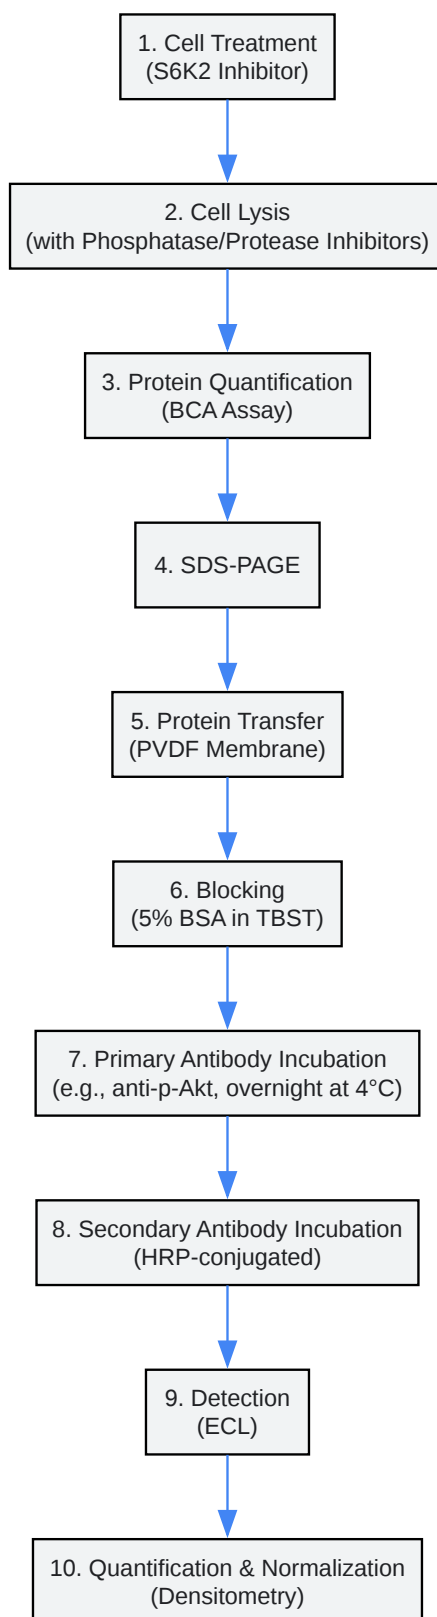 1. Cell Treatment
(S6K2 Inhibitor)
2. Cell Lysis
(with Phosphatase/Protease Inhibitors)
3. Protein Quantification
(BCA Assay)
4. SDS-PAGE
5. Protein Transfer
(PVDF Membrane)
6. Blocking
(5% BSA in TBST)
7. Primary Antibody Incubation
(e.g., anti-p-Akt, overnight at 4°C)
8. Secondary Antibody Incubation
(HRP-conjugated)
9. Detection
(ECL)
10. Quantification & Normalization
(Densitometry)